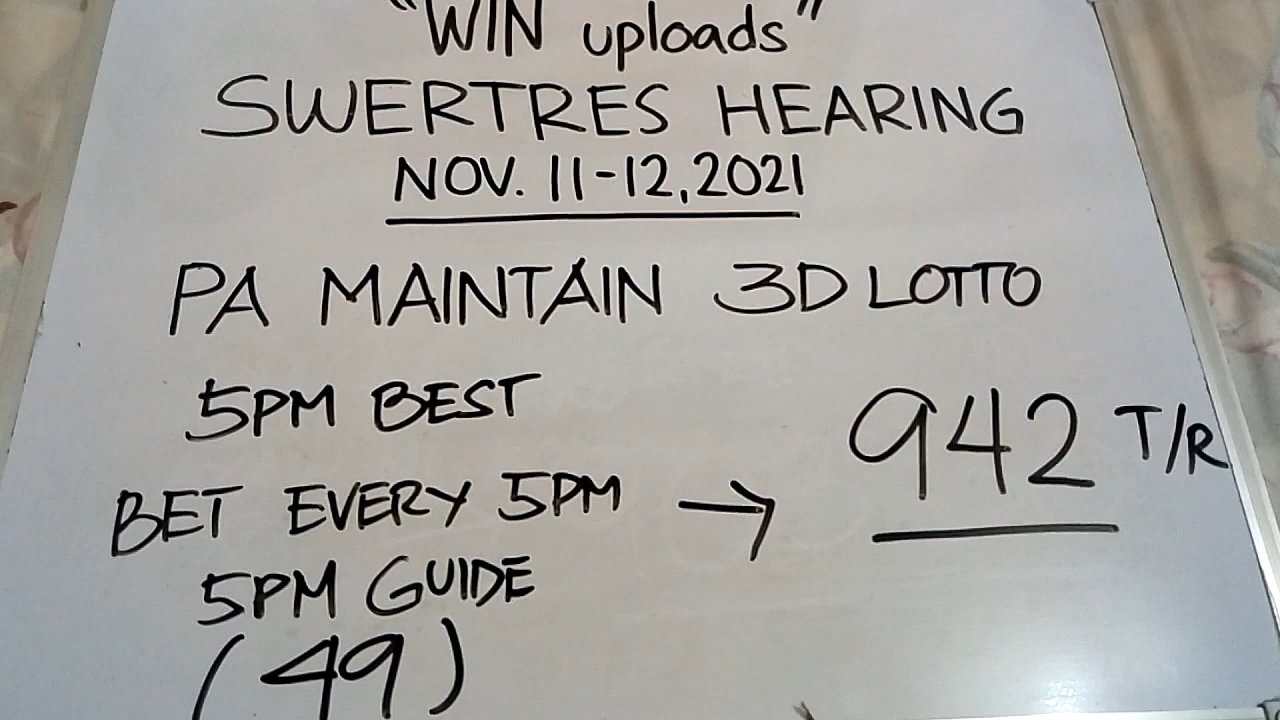 "WIN uploads"
SWERTRES HEARING
NOV. 11-12, 2021
PA MAINTAIN 3D LOTTO
5PM BEST
942 T/R
BET EVERY 5PM →
5PM GUIDE
(49)